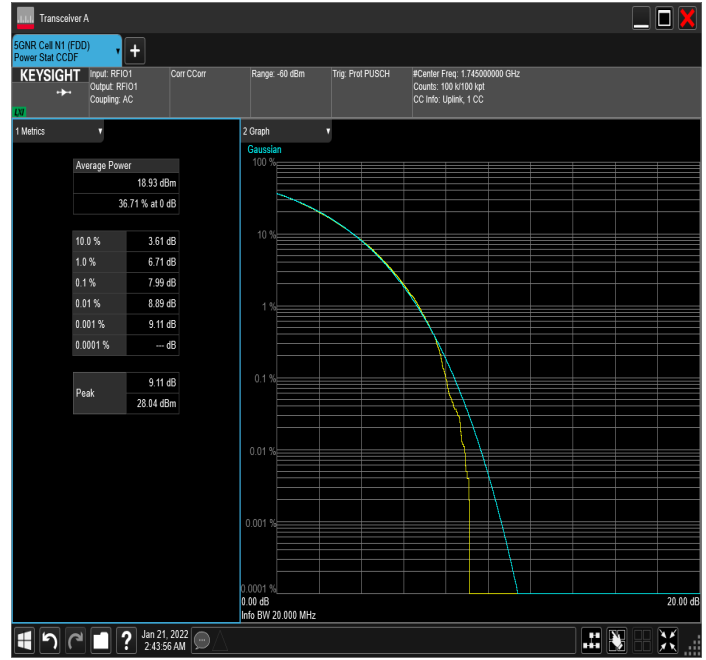 Transceiver A
5GNR Cell N1 (FDD)
Power Stat CCDF
KEYSIGHT
Input: RFIO1
Output: RFIO1
Coupling: AC
Corr CCorr
Range: -60 dBm
Trig: Prot PUSCH
#Center Freq: 1.745000000 GHz
Counts: 100 k/100 kpt
CC Info: Uplink, 1 CC
1 Metrics
Average Power
18.93 dBm
36.71 % at 0 dB
10.0 % 3.61 dB
1.0 % 6.71 dB
0.1 % 7.99 dB
0.01 % 8.89 dB
0.001 % 9.11 dB
0.0001 % --- dB
Peak
9.11 dB
28.04 dBm
2 Graph
Gaussian
100 %
10 %
1 %
0.1 %
0.01 %
0.001 %
0.0001 %
0.00 dB
20.00 dB
Info BW 20.000 MHz
Jan 21, 2022
2:43:56 AM